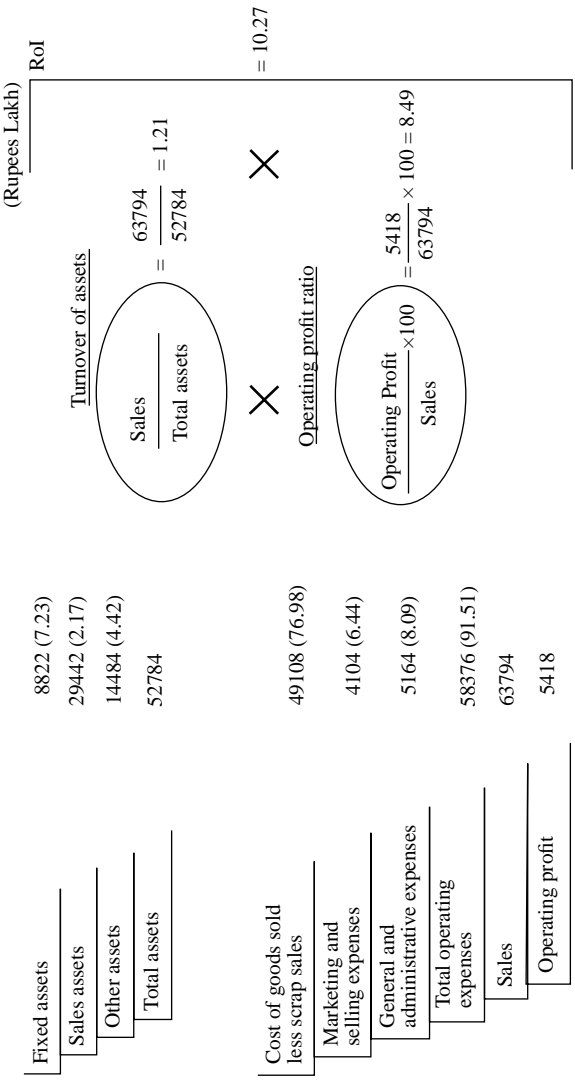 (Rupees Lakh)
Fixed assets 8822 (7.23)
Sales assets 29442 (2.17)
Other assets 14484 (4.42)
Total assets 52784
Turnover of assets
Sales
Total assets
= 63794
52784
= 1.21
RoI
×
×
= 10.27
Cost of goods sold
less scrap sales 49108 (76.98)
Marketing and
selling expenses 4104 (6.44)
General and
administrative expenses 5164 (8.09)
Total operating
expenses 58376 (91.51)
Sales 63794
Operating profit 5418
Operating profit ratio
Operating Profit
Sales
×100
= 5418
63794
× 100 = 8.49